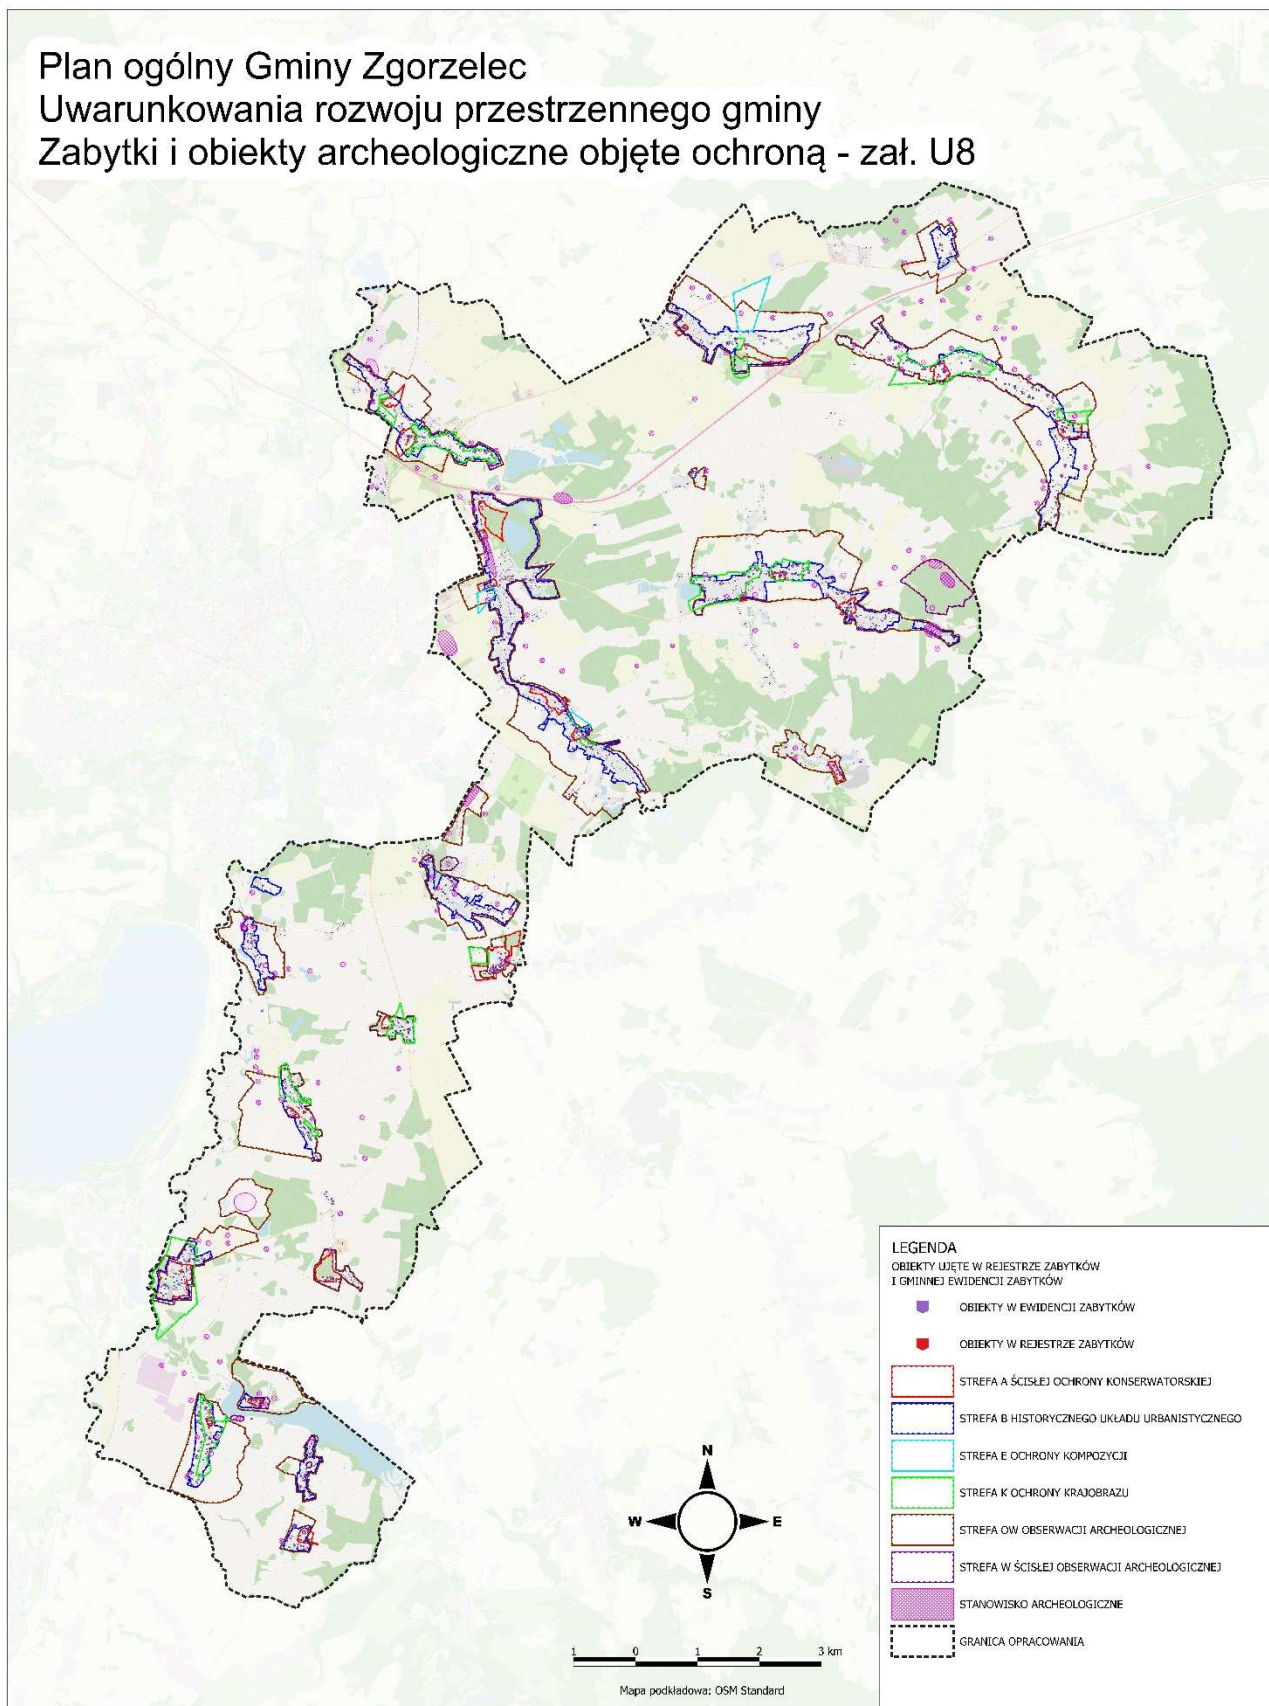 Plan ogólny Gminy Zgorzelec
Uwarunkowania rozwoju przestrzennego gminy
Zabytki i obiekty archeologiczne objęte ochroną - zał. U8
LEGENDA
OBIEKTY UJĘTE W REJESTRZE ZABYTKÓW
I GMINNEJ EWIDENCJI ZABYTKÓW
OBIEKTY W EWIDENCJI ZABYTKÓW
OBIEKTY W REJESTRZE ZABYTKÓW
STREFA A ŚCISŁEJ OCHRONY KONSERWATORSKIEJ
STREFA B HISTORYCZNEGO UKŁADU URBANISTYCZNEGO
STREFA E OCHRONY KOMPOZYCJI
STREFA K OCHRONY KRAJOBRAZU
STREFA OW OBSERWACJI ARCHEOLOGICZNEJ
STREFA W ŚCISŁEJ OBSERWACJI ARCHEOLOGICZNEJ
STANOWISKO ARCHEOLOGICZNE
GRANICA OPRACOWANIA
N
W E
S
1 0 1 2 3 km
Mapa podkładowa: OSM Standard